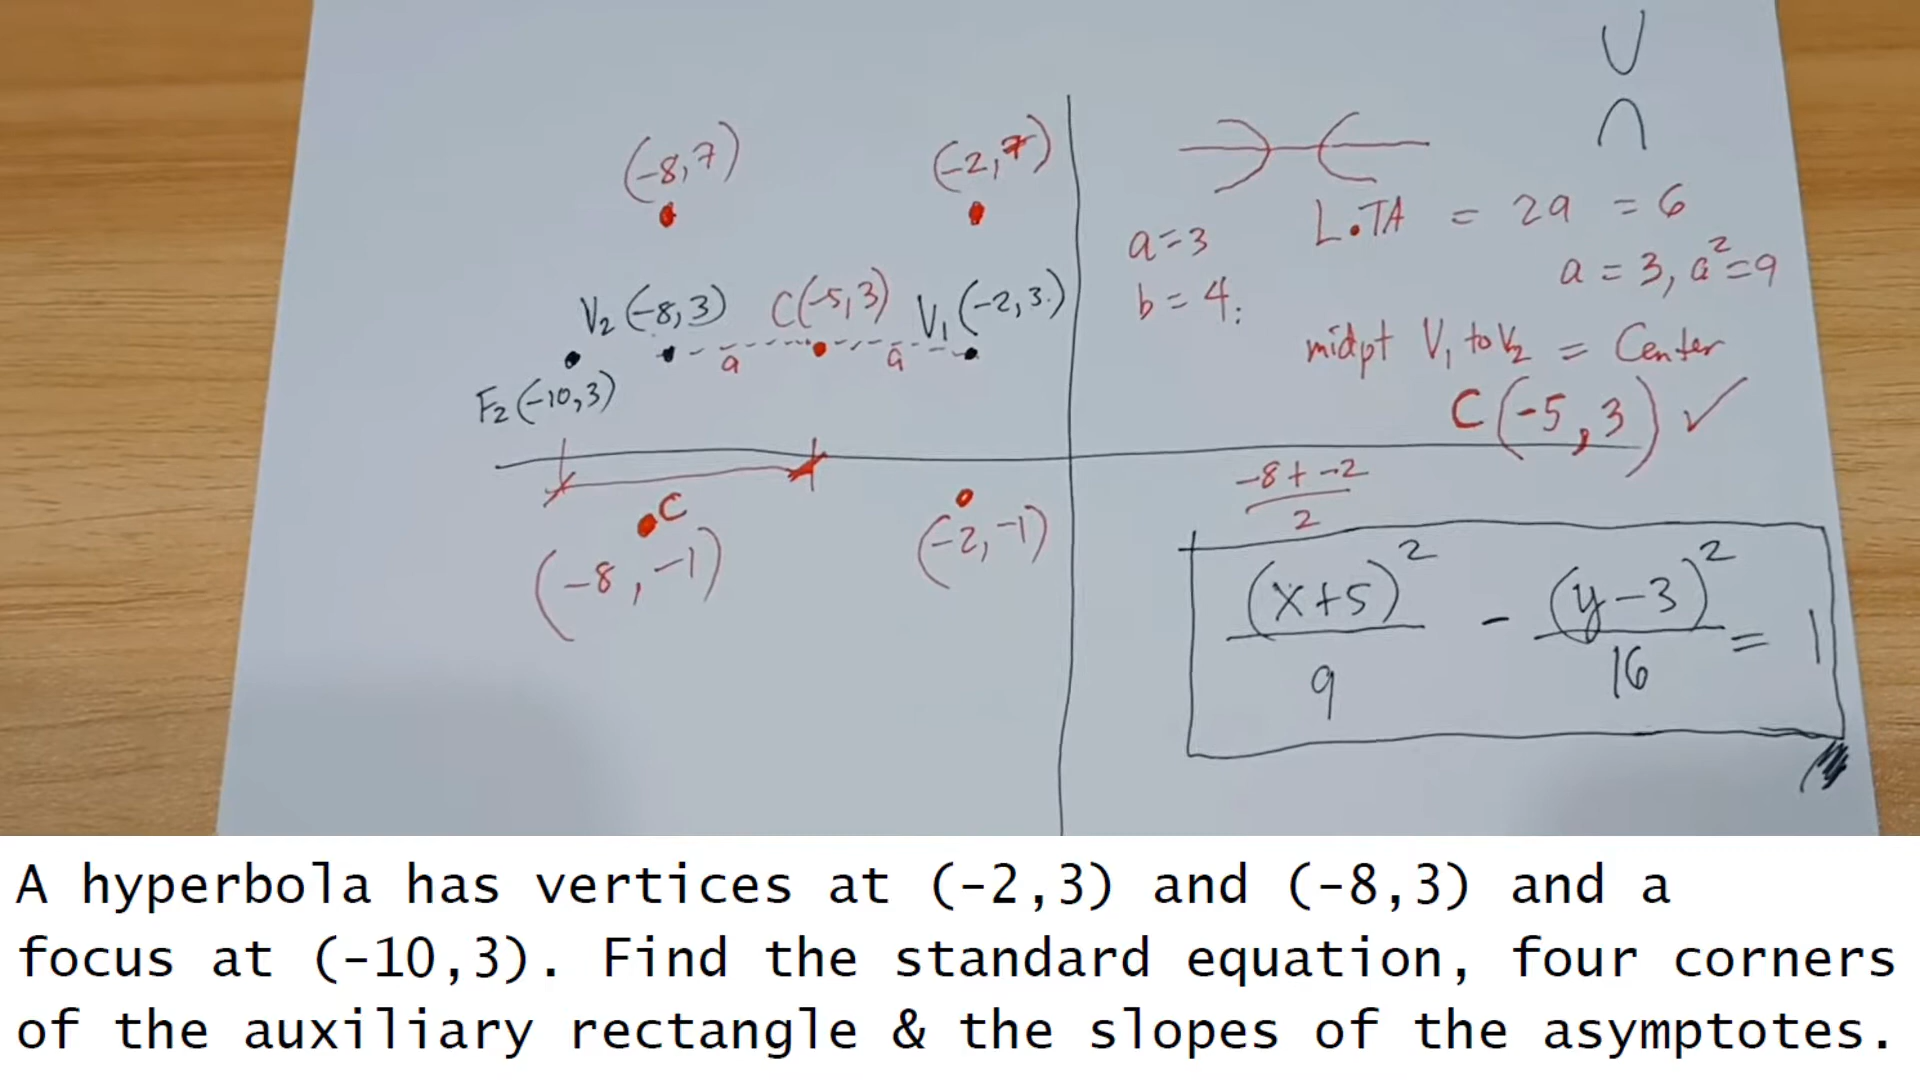 (-8,7)
(-2,7)
V2 (-8,3)
C(-5,3)
V1 (-2,3)
a
a
F2 (-10,3)
C
(-8, -1)
(-2, -1)
a=3
b = 4
L.TA = 2a = 6
a = 3, a²=9
midpt V1 to V2 = Center
C (-5, 3) ✓
-8 + -2
2
(x+5)² - (y-3)² = 1
9 16
A hyperbola has vertices at (-2,3) and (-8,3) and a
focus at (-10,3). Find the standard equation, four corners
of the auxiliary rectangle & the slopes of the asymptotes.